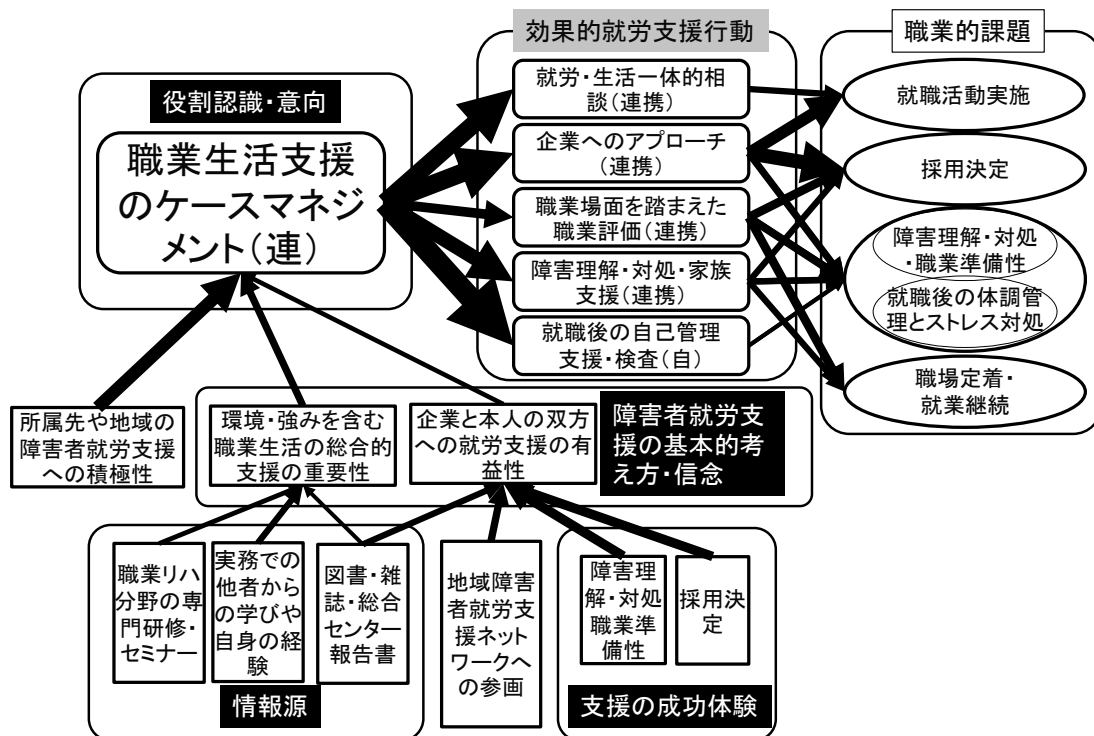 効果的就労支援行動
職業的課題
役割認識・意向
職業生活支援
のケースマネジ
メント(連)
就労・生活一体的相
談(連携)
企業へのアプローチ
(連携)
職業場面を踏まえた
職業評価(連携)
障害理解・対処・家族
支援(連携)
就職後の自己管理
支援・検査(自)
就職活動実施
採用決定
障害理解・対処
・職業準備性
就職後の体調管
理とストレス対処
職場定着・
就業継続
所属先や地域の
障害者就労支援
への積極性
環境・強みを含む
職業生活の総合的
支援の重要性
企業と本人の双方
への就労支援の有
益性
障害者就労支
援の基本的考
え方・信念
職業リハ
分野の専
門研修・
セミナー
実務での
他者から
の学びや
自身の経
験
図書・雑
誌・総合
センター
報告書
地域障害
者就労支
援ネット
ワークへ
の参画
障害理
解・対処
職業準
備性
採用決
定
情報源
支援の成功体験